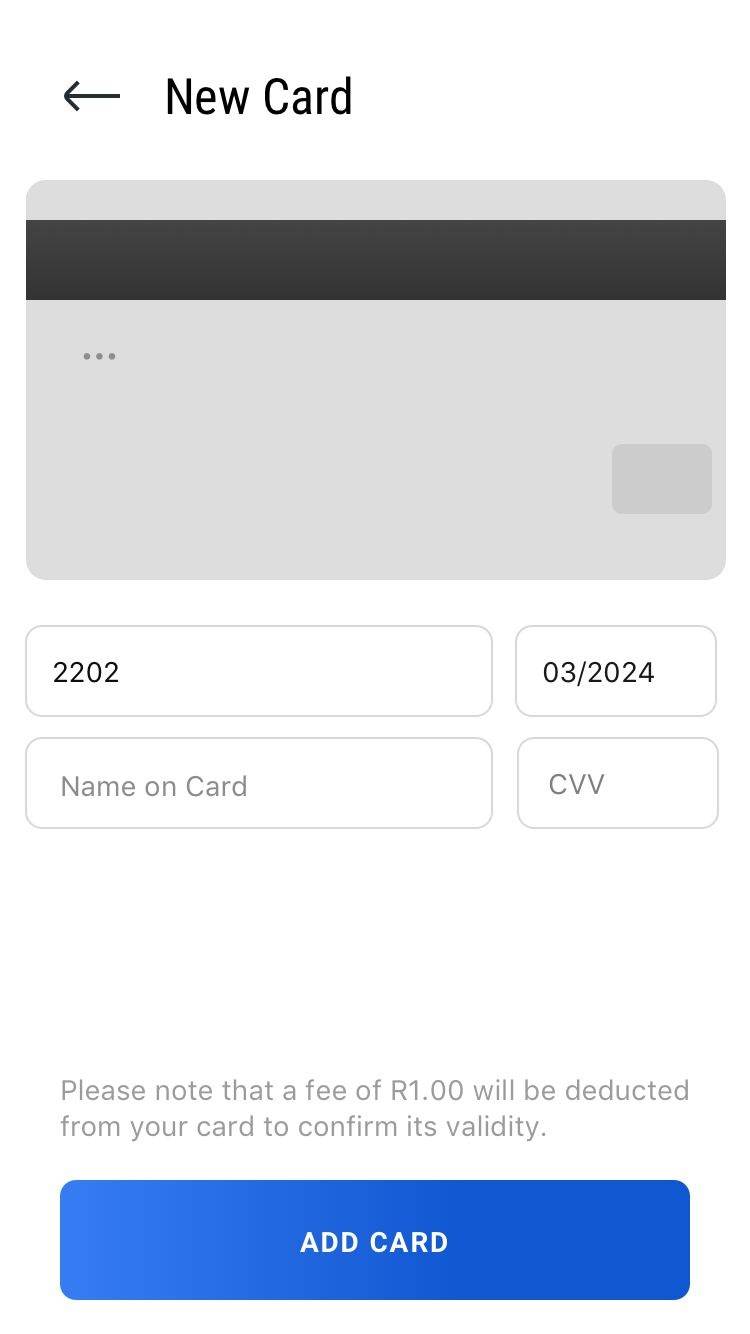 New Card
•••
2202
03/2024
Name on Card
CVV
Please note that a fee of R1.00 will be deducted
from your card to confirm its validity.
ADD CARD